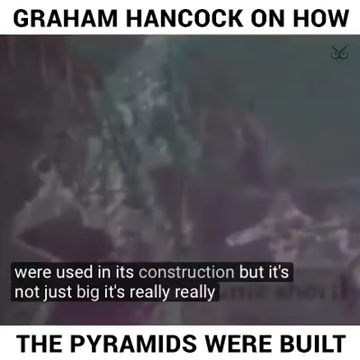 GRAHAM HANCOCK ON HOW
were used in its construction but it's
not just big it's really really
THE PYRAMIDS WERE BUILT